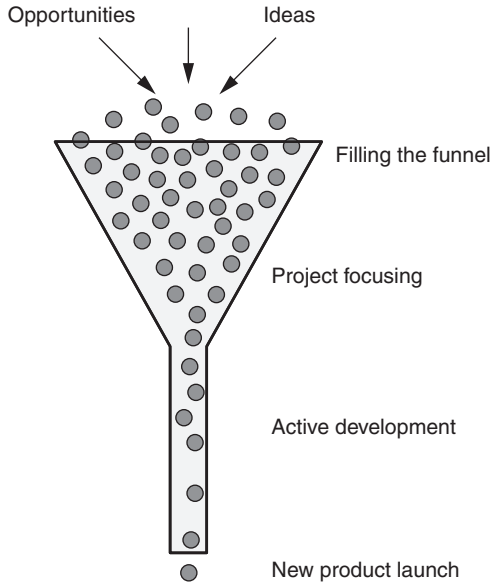 Opportunities
Ideas
Filling the funnel
Project focusing
Active development
New product launch